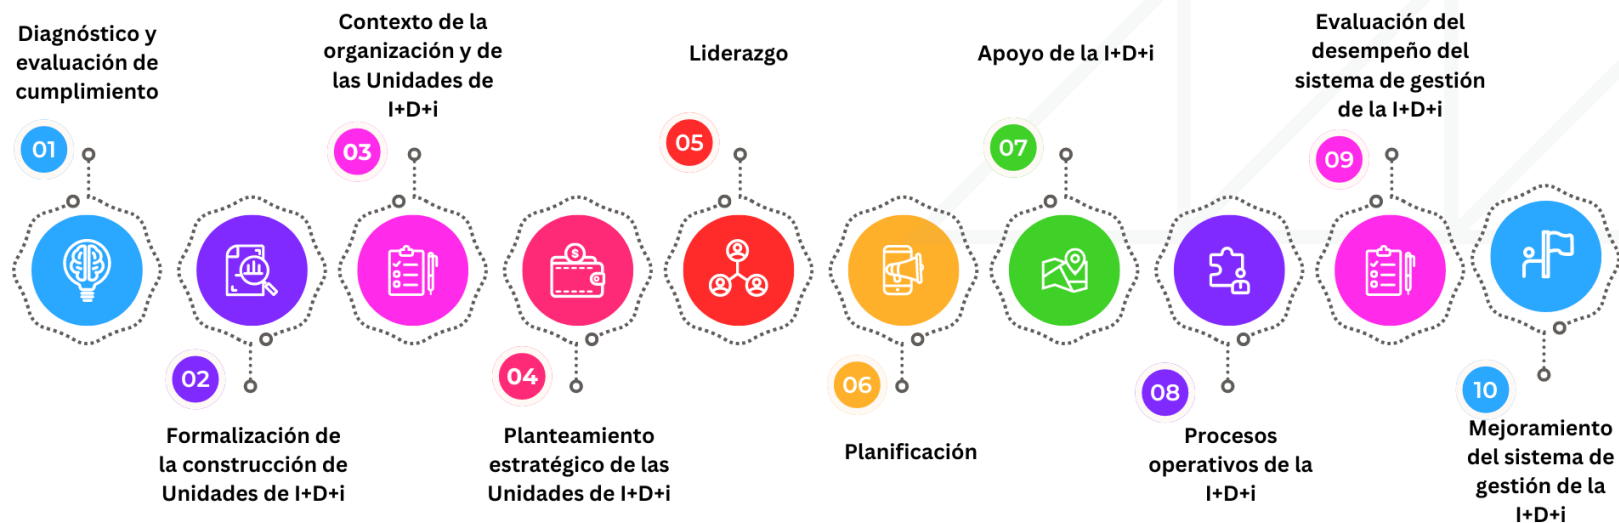 Diagnóstico y
evaluación de
cumplimiento
01
02
Formalización de
la construcción de
Unidades de I+D+i
Contexto de la
organización y de
las Unidades de
I+D+i
03
04
Planteamiento
estratégico de las
Unidades de I+D+i
Liderazgo
05
06
Planificación
Apoyo de la I+D+i
07
08
Procesos
operativos de la
I+D+i
Evaluación del
desempeño del
sistema de gestión
de la I+D+i
09
10
Mejoramiento
del sistema de
gestión de la
I+D+i
$